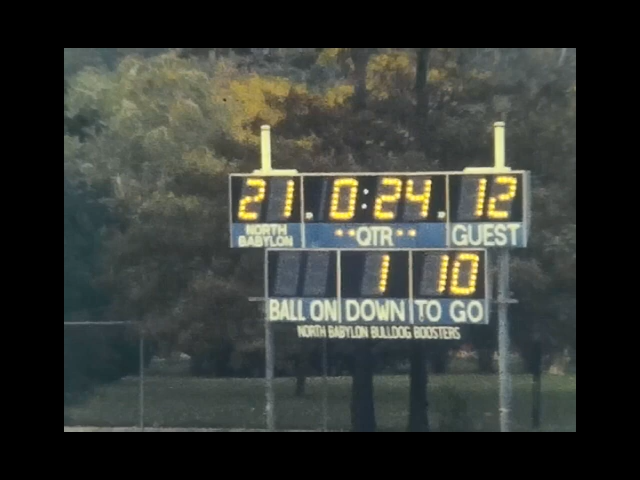 21 0:24 12
NORTH BABYLON QTR GUEST
1 10
BALL ON DOWN TO GO
NORTH BABYLON BULLDOG BOOSTERS